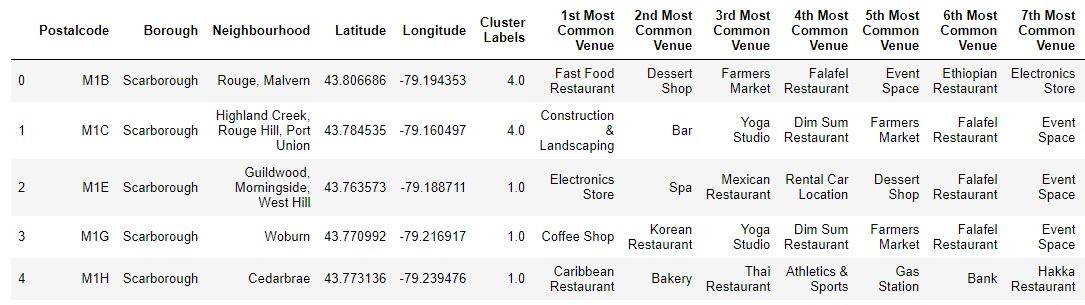 Postalcode Borough Neighbourhood Latitude Longitude Cluster Labels 1st Most Common Venue 2nd Most Common Venue 3rd Most Common Venue 4th Most Common Venue 5th Most Common Venue 6th Most Common Venue 7th Most Common Venue
0 M1B Scarborough Rouge, Malvern 43.806686 -79.194353 4.0 Fast Food Restaurant Dessert Shop Farmers Market Falafel Restaurant Event Space Ethiopian Restaurant Electronics Store
1 M1C Scarborough Highland Creek, Rouge Hill, Port Union 43.784535 -79.160497 4.0 Construction & Landscaping Bar Yoga Studio Dim Sum Restaurant Farmers Market Falafel Restaurant Event Space
2 M1E Scarborough Guildwood, Morningside, West Hill 43.763573 -79.188711 1.0 Electronics Store Spa Mexican Restaurant Rental Car Location Dessert Shop Falafel Restaurant Event Space
3 M1G Scarborough Woburn 43.770992 -79.216917 1.0 Coffee Shop Korean Restaurant Yoga Studio Dim Sum Restaurant Farmers Market Falafel Restaurant Event Space
4 M1H Scarborough Cedarbrae 43.773136 -79.239476 1.0 Caribbean Restaurant Bakery Thai Restaurant Athletics & Sports Gas Station Bank Hakka Restaurant